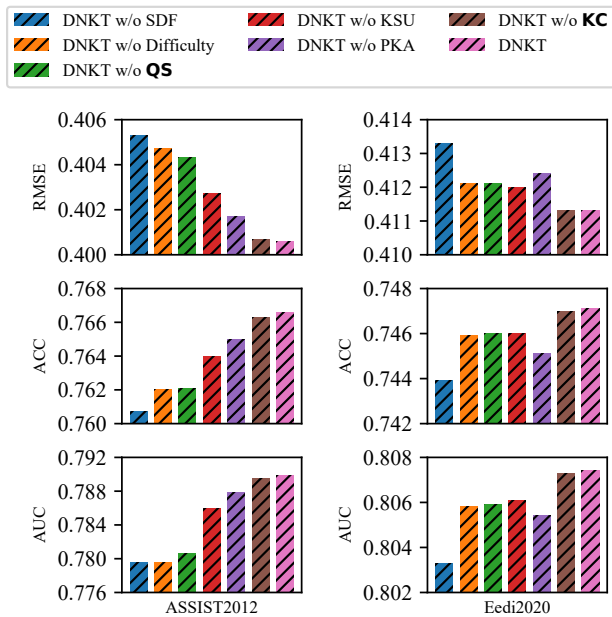 DNKT w/o SDF DNKT w/o KSU DNKT w/o KC
DNKT w/o Difficulty DNKT w/o PKA DNKT
DNKT w/o QS
0.406
0.404
0.402
0.400
RMSE
0.414
0.413
0.412
0.411
0.410
RMSE
0.768
0.766
0.764
0.762
0.760
ACC
0.748
0.746
0.744
0.742
ACC
0.792
0.788
0.784
0.780
0.776
AUC
ASSIST2012
0.808
0.806
0.804
0.802
AUC
Eedi2020